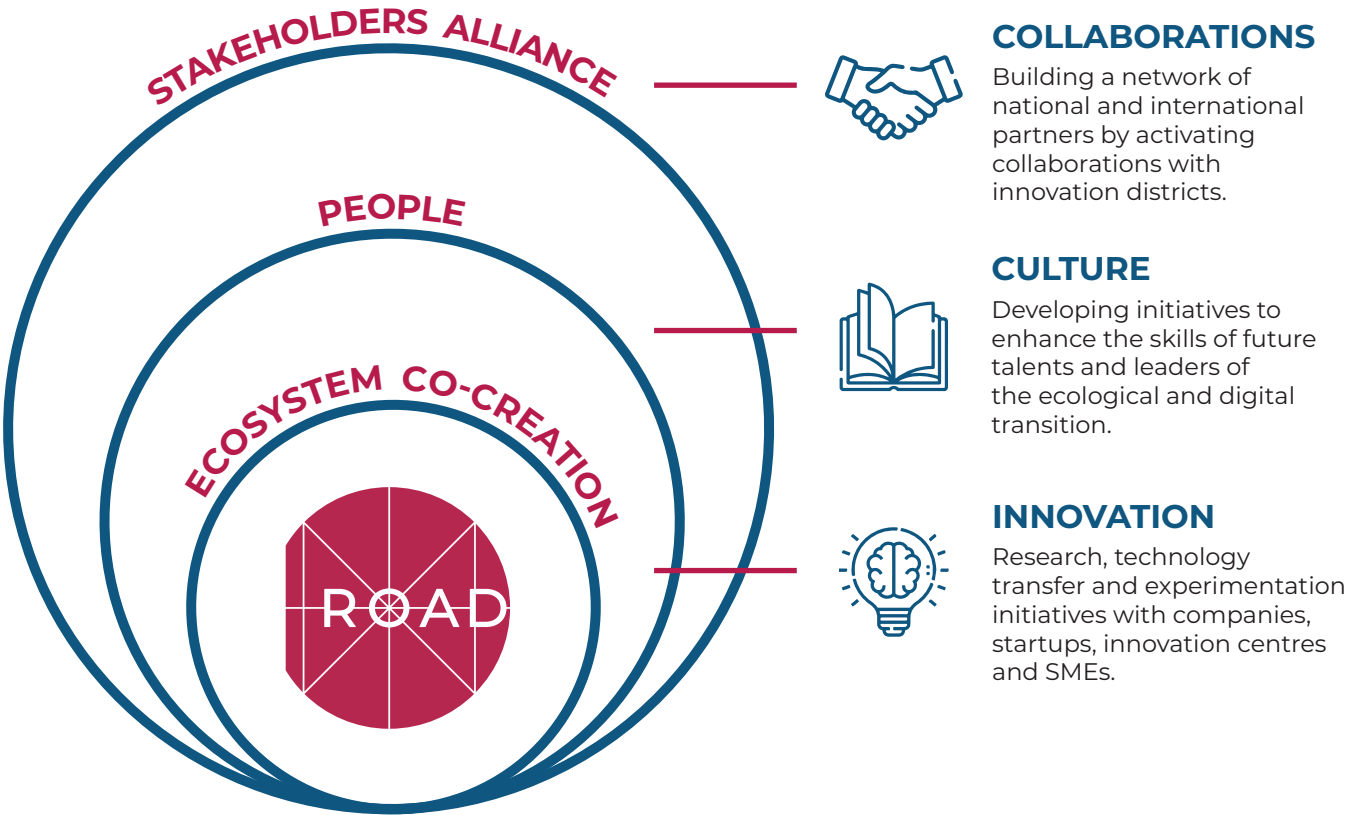 STAKEHOLDERS ALLIANCE
PEOPLE
ECOSYSTEM CO-CREATION
ROAD
COLLABORATIONS
Building a network of
national and international
partners by activating
collaborations with
innovation districts.
CULTURE
Developing initiatives to
enhance the skills of future
talents and leaders of
the ecological and digital
transition.
INNOVATION
Research, technology
transfer and experimentation
initiatives with companies,
startups, innovation centres
and SMEs.